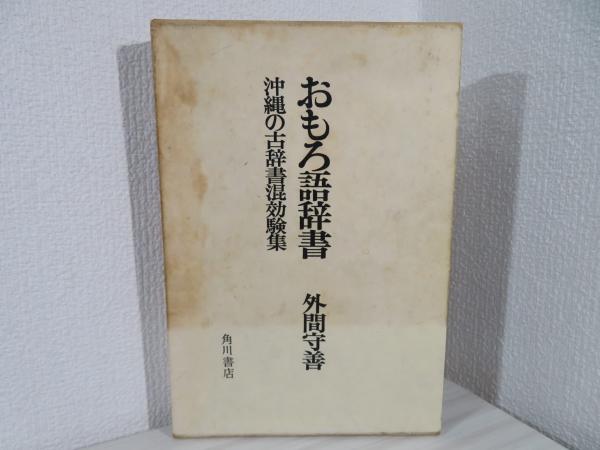 おもろ語辞書 外間守善
沖縄の古辞書混効験集
角川書店